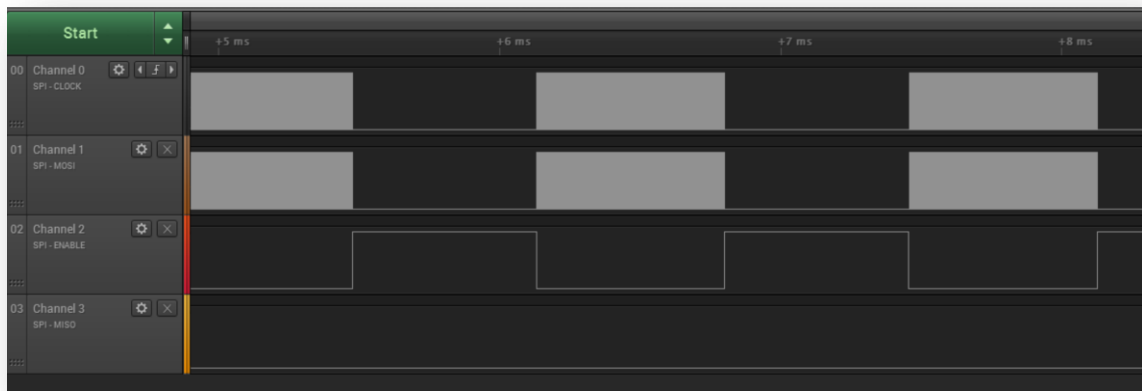 Start
+5 ms +6 ms +7 ms +8 ms
00 Channel 0
SPI - CLOCK
01 Channel 1
SPI - MOSI
02 Channel 2
SPI - ENABLE
03 Channel 3
SPI - MISO